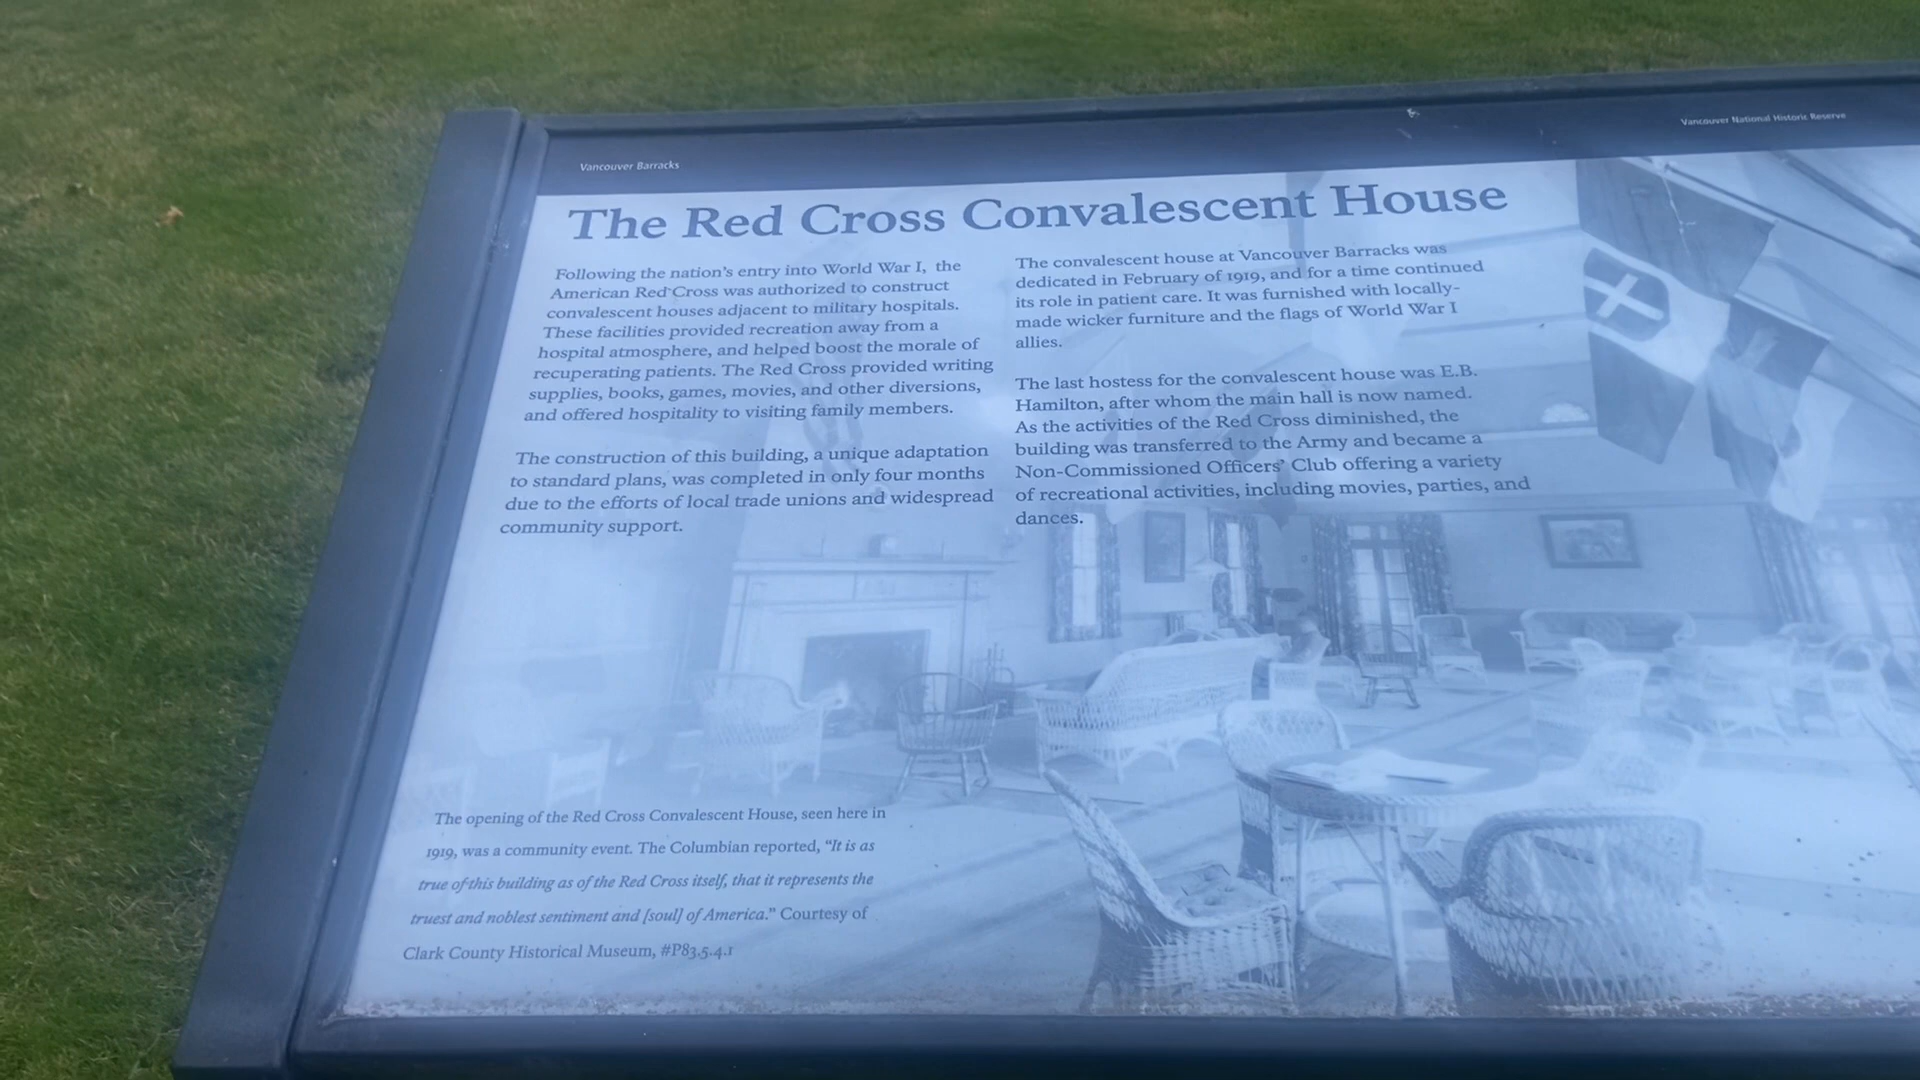 Vancouver Barracks
Vancouver National Historic Reserve
The Red Cross Convalescent House
Following the nation's entry into World War I, the
American Red Cross was authorized to construct
convalescent houses adjacent to military hospitals.
These facilities provided recreation away from a
hospital atmosphere, and helped boost the morale of
recuperating patients. The Red Cross provided writing
supplies, books, games, movies, and other diversions,
and offered hospitality to visiting family members.
The construction of this building, a unique adaptation
to standard plans, was completed in only four months
due to the efforts of local trade unions and widespread
community support.
The convalescent house at Vancouver Barracks was
dedicated in February of 1919, and for a time continued
its role in patient care. It was furnished with locally-
made wicker furniture and the flags of World War I
allies.
The last hostess for the convalescent house was E.B.
Hamilton, after whom the main hall is now named.
As the activities of the Red Cross diminished, the
building was transferred to the Army and became a
Non-Commissioned Officers' Club offering a variety
of recreational activities, including movies, parties, and
dances.
The opening of the Red Cross Convalescent House, seen here in
1919, was a community event. The Columbian reported, "It is as
true of this building as of the Red Cross itself, that it represents the
truest and noblest sentiment and [soul] of America." Courtesy of
Clark County Historical Museum, #P83.5.4.1